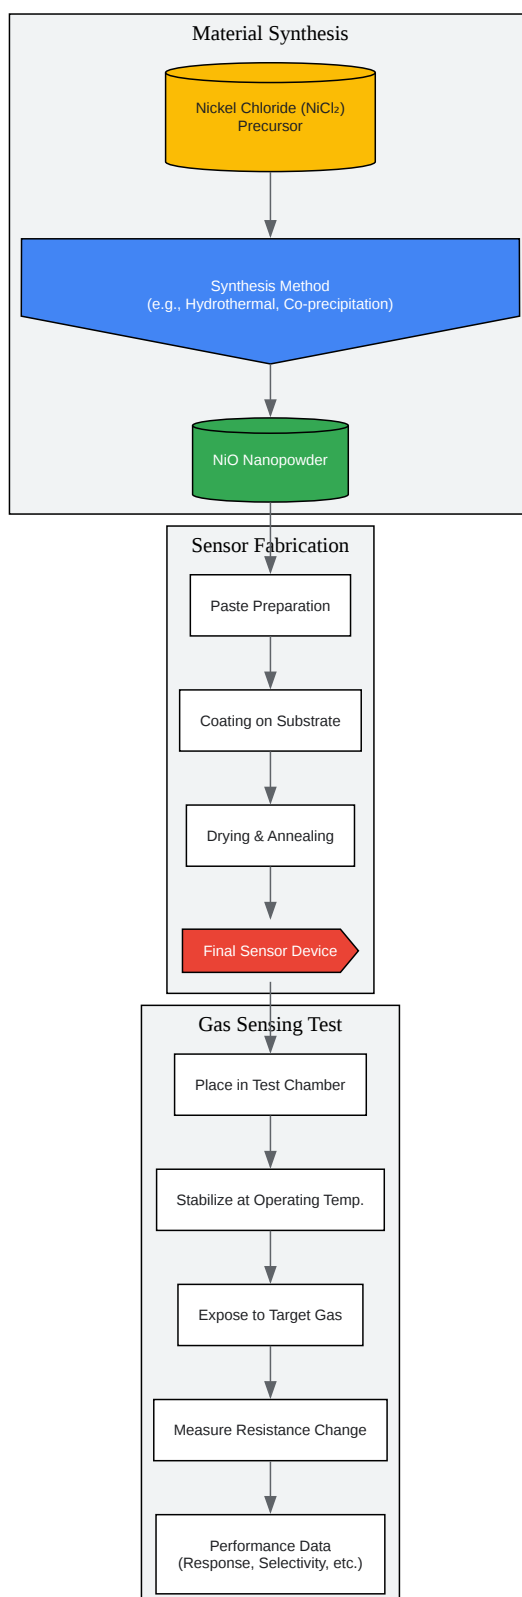 Material Synthesis
Nickel Chloride (NiCl₂)
Precursor
Synthesis Method
(e.g., Hydrothermal, Co-precipitation)
NiO Nanopowder
Sensor Fabrication
Paste Preparation
Coating on Substrate
Drying & Annealing
Final Sensor Device
Gas Sensing Test
Place in Test Chamber
Stabilize at Operating Temp.
Expose to Target Gas
Measure Resistance Change
Performance Data
(Response, Selectivity, etc.)